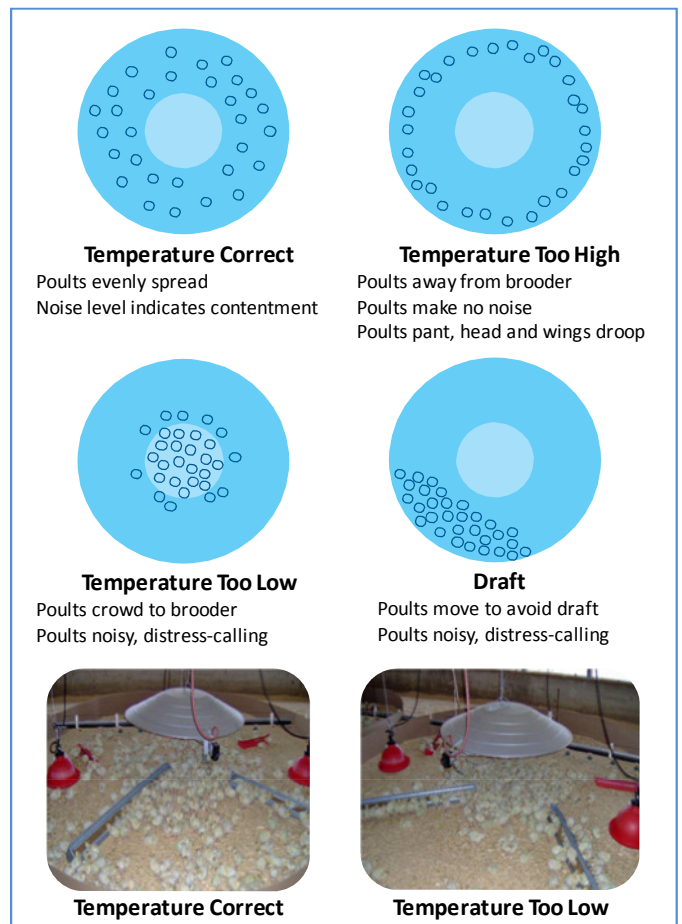 Temperature Correct
Poults evenly spread
Noise level indicates contentment
Temperature Too High
Poults away from brooder
Poults make no noise
Poults pant, head and wings droop
Temperature Too Low
Poults crowd to brooder
Poults noisy, distress-calling
Draft
Poults move to avoid draft
Poults noisy, distress-calling
Temperature Correct
Temperature Too Low